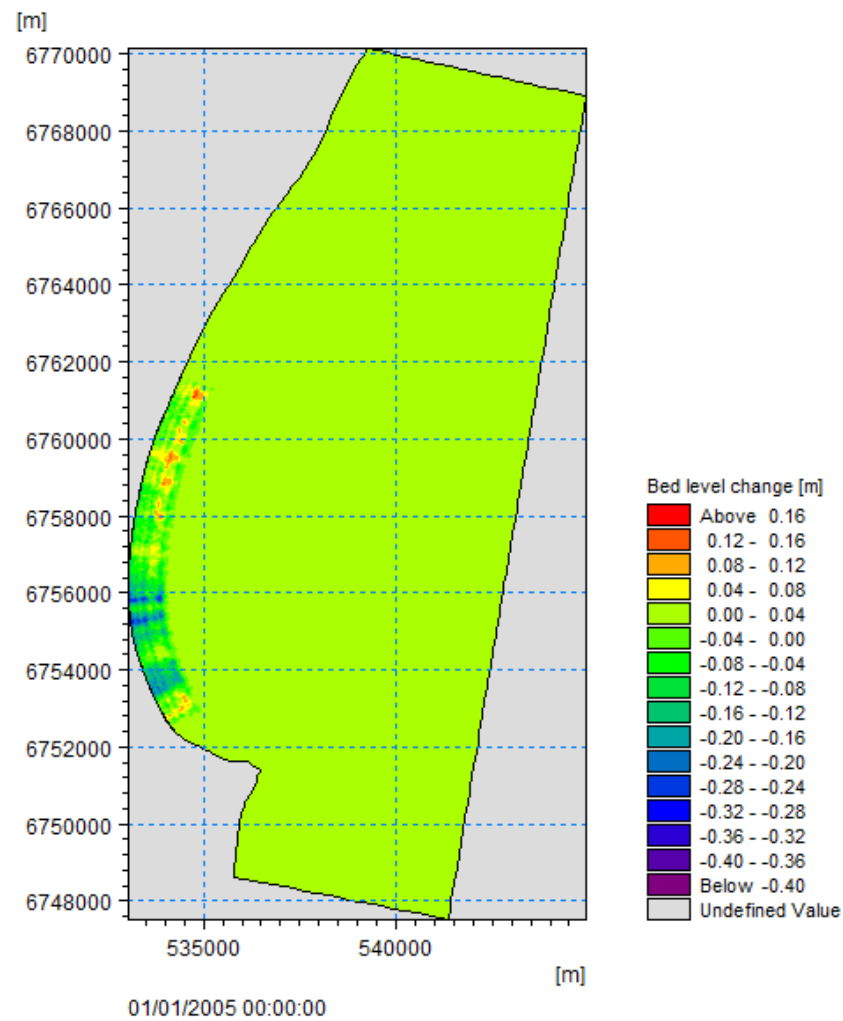 [m]
6770000
6768000
6766000
6764000
6762000
6760000
6758000
6756000
6754000
6752000
6750000
6748000
535000 540000
[m]
01/01/2005 00:00:00
Bed level change [m]
Above 0.16
0.12 - 0.16
0.08 - 0.12
0.04 - 0.08
0.00 - 0.04
-0.04 - 0.00
-0.08 - -0.04
-0.12 - -0.08
-0.16 - -0.12
-0.20 - -0.16
-0.24 - -0.20
-0.28 - -0.24
-0.32 - -0.28
-0.36 - -0.32
-0.40 - -0.36
Below -0.40
Undefined Value